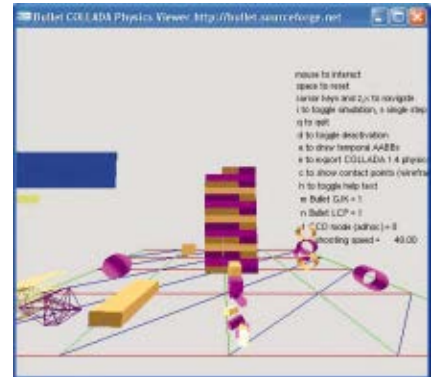 Bullet COLLADA Physics Viewer http://bullet.sourceforge.net
mouse to interact
space to reset
cursor keys and z,x to navigate
i to toggle simulation, s single step
q to quit
d to toggle deactivation
a to draw temporal AABBs
e to export COLLADA 1.4 physics
c to show contact points (wirefram
h to toggle help text
m Bullet GJK = 1
n Bullet LCP = 1
t CCD mode (adhoc) = 0
shooting speed = 40.00